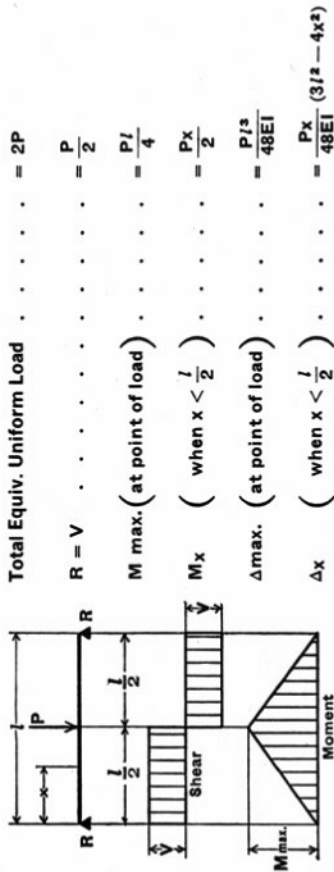 Total Equiv. Uniform Load . . . . . = 2P
R = V . . . . . . . . . . . . = P/2
M max. ( at point of load ) . . . . . = Pl/4
Mx ( when x < l/2 ) . . . . . = Px/2
Δmax. ( at point of load ) . . . . . = Pl³/48EI
Δx ( when x < l/2 ) . . . . . = Px/48EI (3l² – 4x²)
l
x
P
R
R
l/2
l/2
V
Shear
V
M max.
Moment